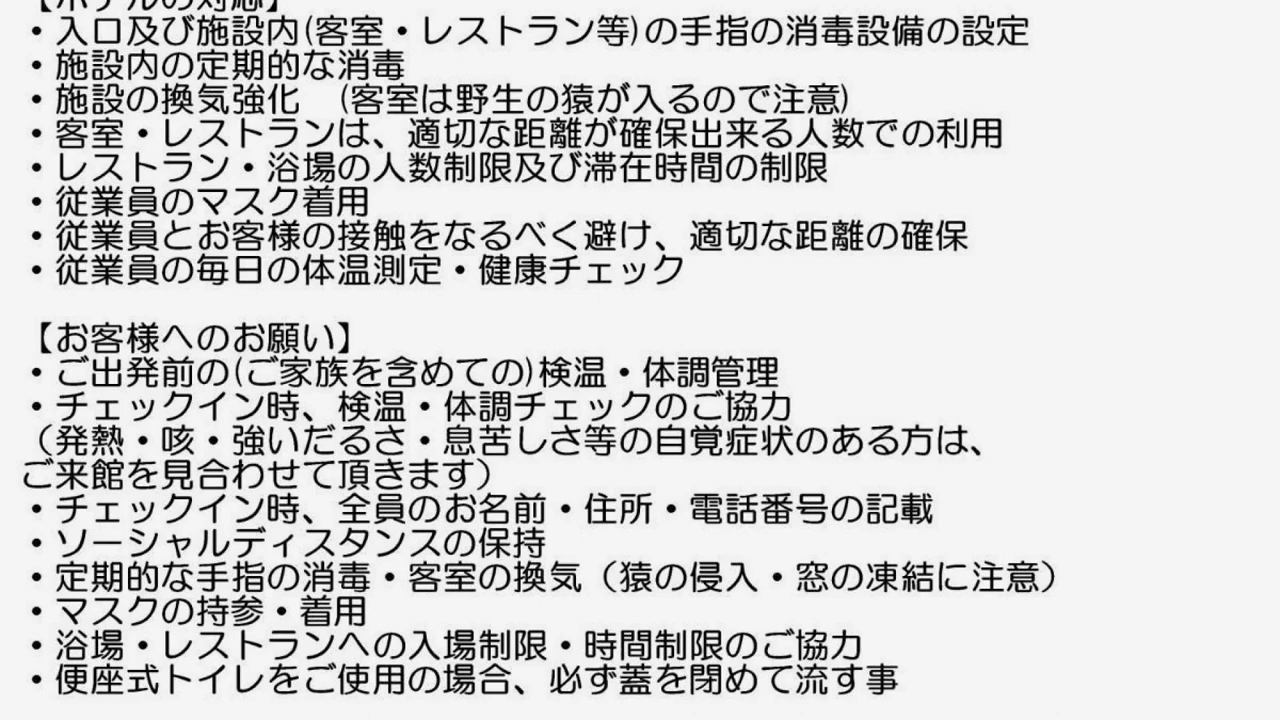 【ホテルの対応】
・入口及び施設内(客室・レストラン等)の手指の消毒設備の設定
・施設内の定期的な消毒
・施設の換気強化　(客室は野生の猿が入るので注意)
・客室・レストランは、適切な距離が確保出来る人数での利用
・レストラン・浴場の人数制限及び滞在時間の制限
・従業員のマスク着用
・従業員とお客様の接触をなるべく避け、適切な距離の確保
・従業員の毎日の体温測定・健康チェック
【お客様へのお願い】
・ご出発前の(ご家族を含めての)検温・体調管理
・チェックイン時、検温・体調チェックのご協力
（発熱・咳・強いだるさ・息苦しさ等の自覚症状のある方は、
ご来館を見合わせて頂きます）
・チェックイン時、全員のお名前・住所・電話番号の記載
・ソーシャルディスタンスの保持
・定期的な手指の消毒・客室の換気（猿の侵入・窓の凍結に注意）
・マスクの持参・着用
・浴場・レストランへの入場制限・時間制限のご協力
・便座式トイレをご使用の場合、必ず蓋を閉めて流す事